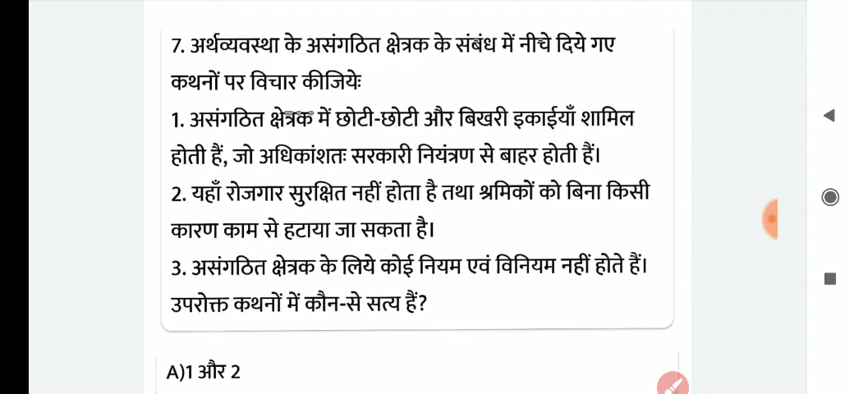 7. अर्थव्यवस्था के असंगठित क्षेत्रक के संबंध में नीचे दिये गए
कथनों पर विचार कीजियेः
1. असंगठित क्षेत्रक में छोटी-छोटी और बिखरी इकाईयाँ शामिल
होती हैं, जो अधिकांशतः सरकारी नियंत्रण से बाहर होती हैं।
2. यहाँ रोजगार सुरक्षित नहीं होता है तथा श्रमिकों को बिना किसी
कारण काम से हटाया जा सकता है।
3. असंगठित क्षेत्रक के लिये कोई नियम एवं विनियम नहीं होते हैं।
उपरोक्त कथनों में कौन-से सत्य हैं?
A)1 और 2